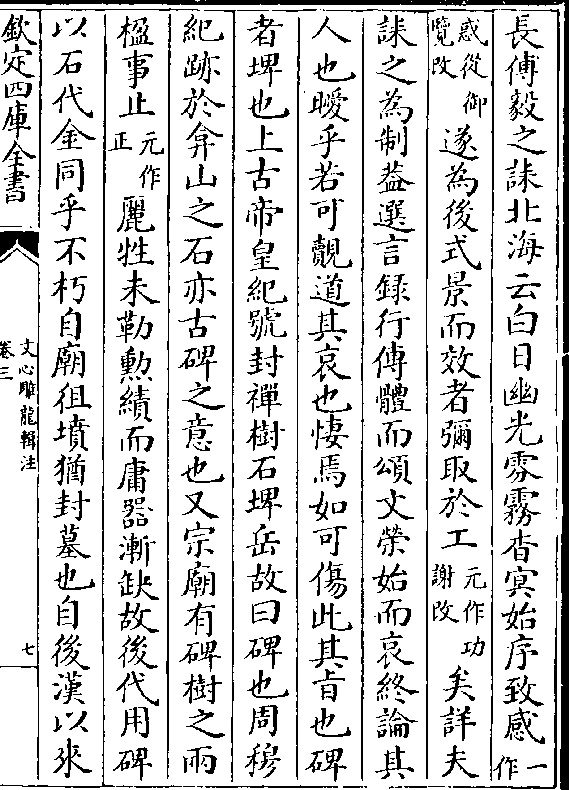 長傅毅之誄北海云白日幽光雰霧杳冥始序致感一作
惑從御覽改遂為後式景而效者彌取於工元作功謝改矣詳夫
誄之為制葢選言錄行傳體而頌文榮始而哀終論其
人也曖乎若可覿道其哀也悽焉如可傷此其㫖也碑
者埤也上古帝皇紀號封禪樹石埤岳故曰碑也周穆
紀跡於弇山之石亦古碑之意也又宗廟有碑樹之兩
楹事止元作正麗牲未勒勲績而庸器漸缺故後代用碑
以石代金同乎不朽自廟徂墳猶封墓也自後漢以來
欽定四庫全書
文心雕龍輯注
卷三
七